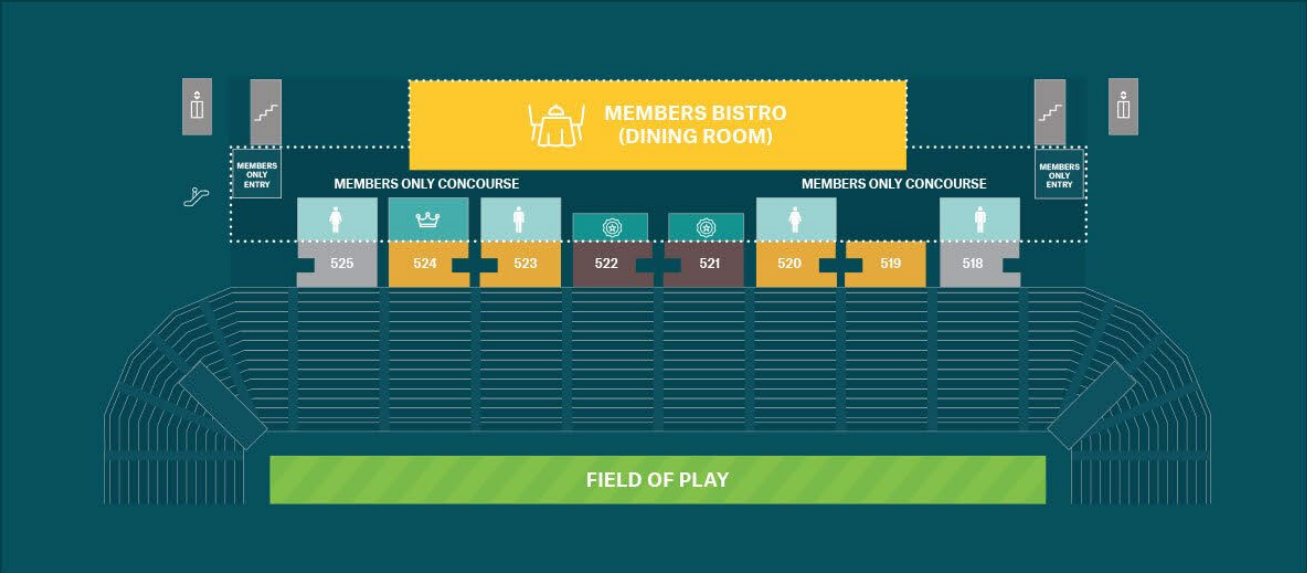 MEMBERS BISTRO
(DINING ROOM)
MEMBERS
ONLY
ENTRY
MEMBERS
ONLY
ENTRY
MEMBERS ONLY CONCOURSE
MEMBERS ONLY CONCOURSE
525
524
523
522
521
520
519
518
FIELD OF PLAY